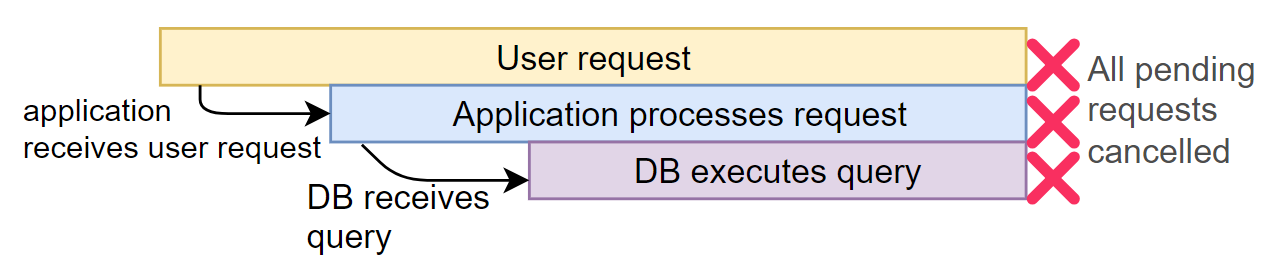 User request
application
receives user request
Application processes request
DB receives
query
DB executes query
All pending
requests
cancelled